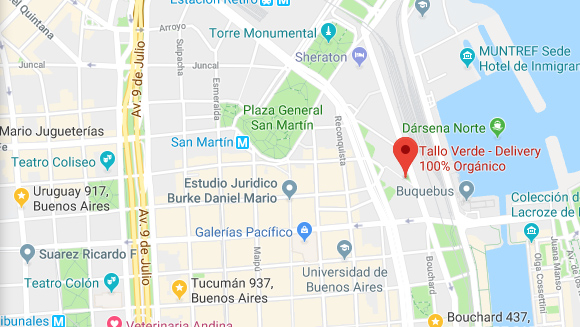 Estación Retiro
el Quintana
Arroyo
Torre Monumental
Suipacha
Juncal
Sheraton
Juncal
MUNTREF Sede
Hotel de Inmigran
Av. 9 de Julio
Esmeralda
Plaza General
San Martín
Reconquista
Mario Jugueterías
San Martín M
Dársena Norte
Teatro Coliseo
Tallo Verde - Delivery
100% Orgánico
Uruguay 917,
Buenos Aires
Estudio Juridico
Burke Daniel Mario
Buquebus
Colección de
Lacroze de
Av. 9 de Julio
Galerías Pacífico
Suarez Ricardo F
Maipú
Universidad
de Buenos Aires
Bouchard
Juana Manso
Olga Cossettini
Teatro Colón
Tucumán 937,
Buenos Aires
Tribunales M
Veterinaria Andina
Bouchard 437,